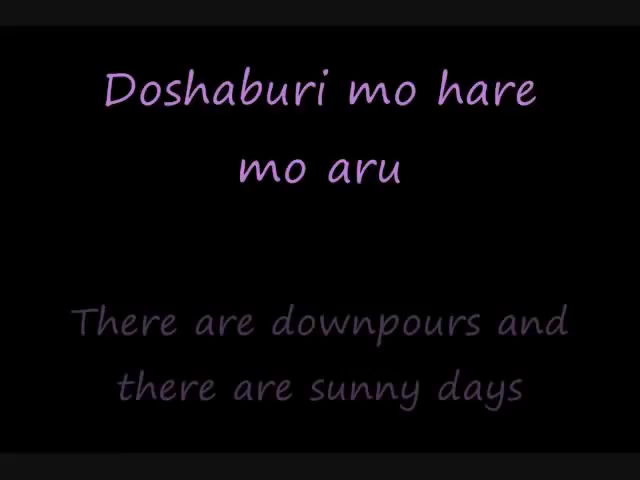 Doshaburi mo hare
mo aru
There are downpours and
there are sunny days